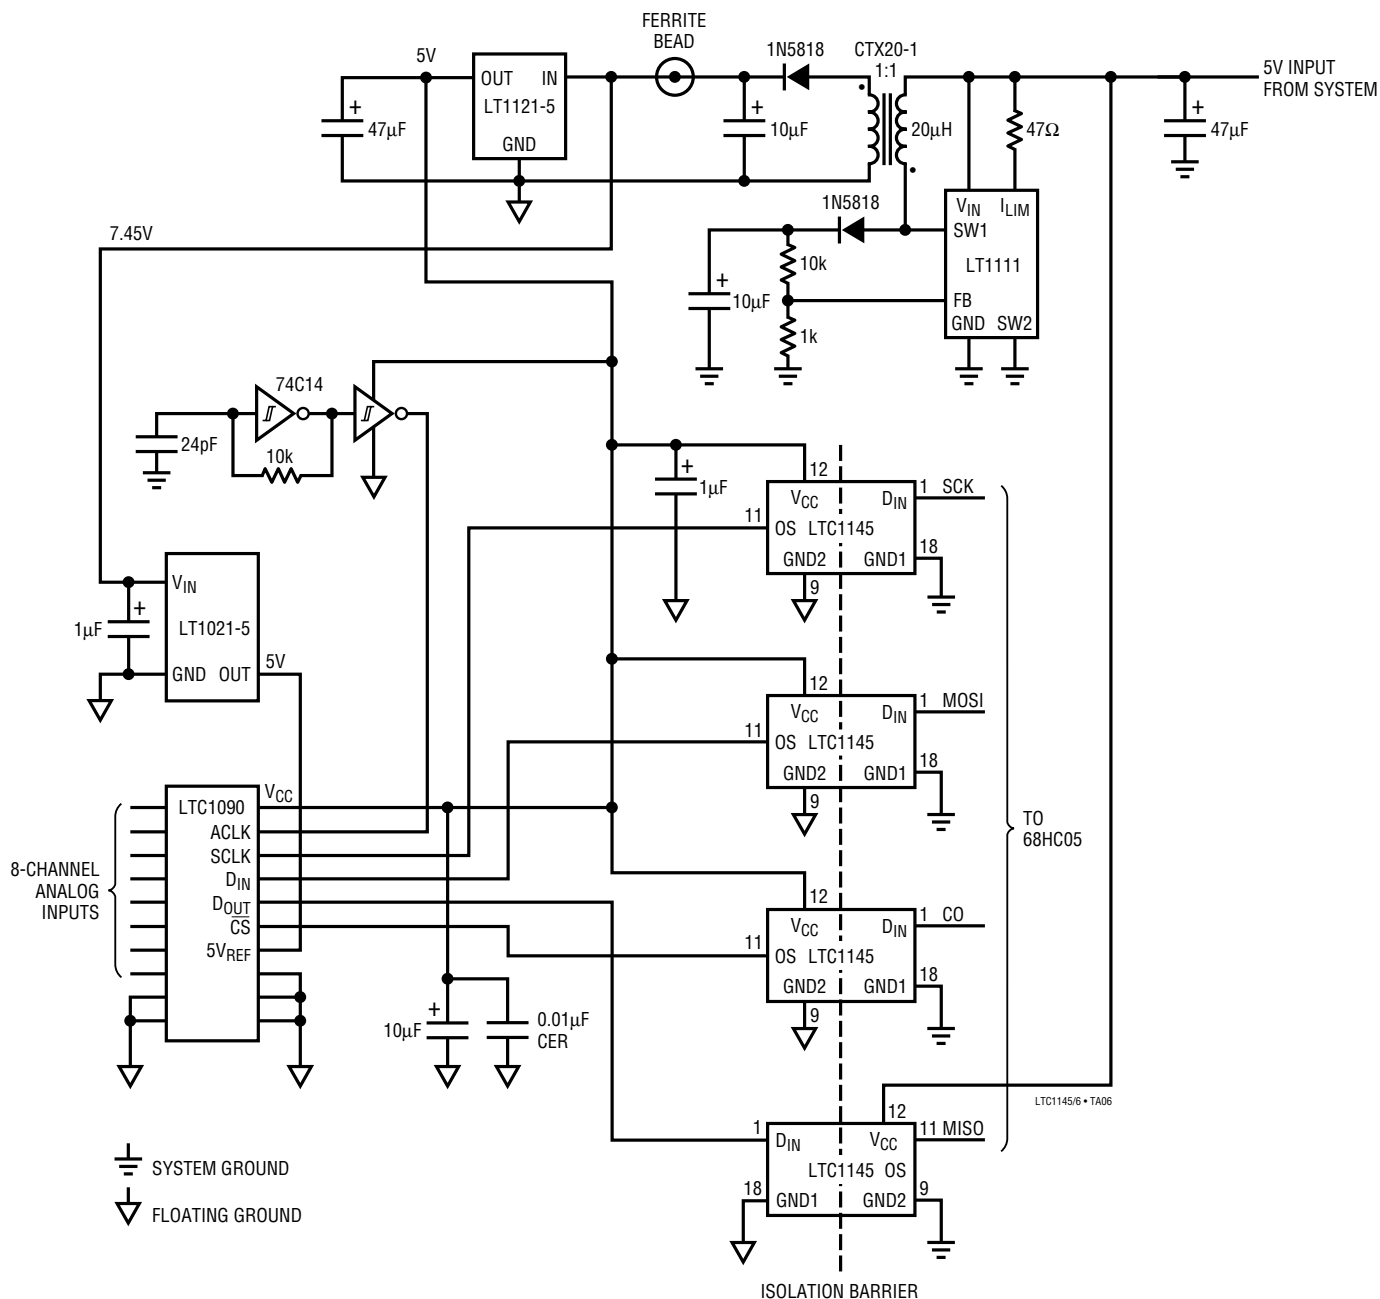 FERRITE
BEAD
1N5818
CTX20-1
1:1
5V
OUT
IN
LT1121-5
GND
+
47µF
+
10µF
20µH
47Ω
+
47µF
5V INPUT
FROM SYSTEM
7.45V
1N5818
VIN
ILIM
SW1
LT1111
FB
GND
SW2
+
10µF
10k
1k
74C14
24pF
10k
+
1µF
12
VCC
DIN
1
SCK
11
OS
LTC1145
GND2
GND1
18
9
VIN
+
1µF
LT1021-5
GND
OUT
5V
12
VCC
DIN
1
MOSI
11
OS
LTC1145
GND2
GND1
18
9
TO
68HC05
8-CHANNEL
ANALOG
INPUTS
LTC1090
VCC
ACLK
SCLK
DIN
DOUT
CS
5VREF
12
VCC
DIN
1
CO
11
OS
LTC1145
GND2
GND1
18
9
+
10µF
0.01µF
CER
LTC1145/6 • TA06
12
1
DIN
VCC
11
MISO
LTC1145
OS
18
GND1
GND2
9
SYSTEM GROUND
FLOATING GROUND
ISOLATION BARRIER